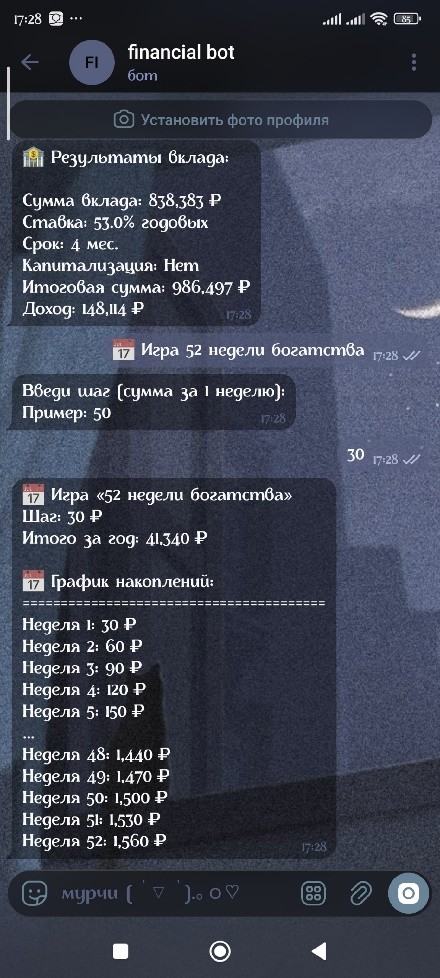 17:28 ...
86
FI
financial bot
бот
Установить фото профиля
Результаты вклада:
Сумма вклада: 838,383 ₽
Ставка: 53.0% годовых
Срок: 4 мес.
Капитализация: Нет
Итоговая сумма: 986,497 ₽
Доход: 148,114 ₽
17:28
17 Игра 52 недели богатства 17:28
Введи шаг (сумма за 1 неделю):
Пример: 50
17:28
30 17:28
17 Игра «52 недели богатства»
Шаг: 30 ₽
Итого за год: 41,340 ₽
17 График накоплений:
========================================
Неделя 1: 30 ₽
Неделя 2: 60 ₽
Неделя 3: 90 ₽
Неделя 4: 120 ₽
Неделя 5: 150 ₽
...
Неделя 48: 1,440 ₽
Неделя 49: 1,470 ₽
Неделя 50: 1,500 ₽
Неделя 51: 1,530 ₽
Неделя 52: 1,560 ₽
17:28
мурчи ( ˙ ▽ ˙ ).。o♡